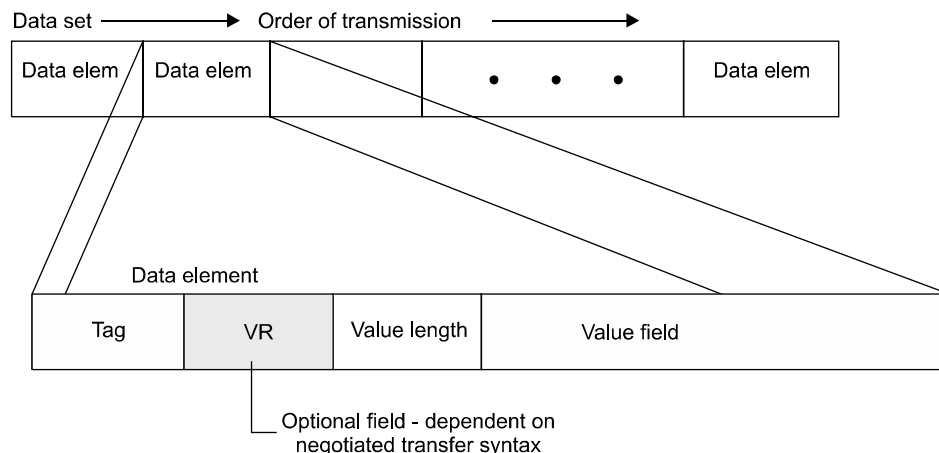 Data set
Order of transmission
Data elem
Data elem
Data elem
Data element
Tag
VR
Value length
Value field
Optional field - dependent on
negotiated transfer syntax